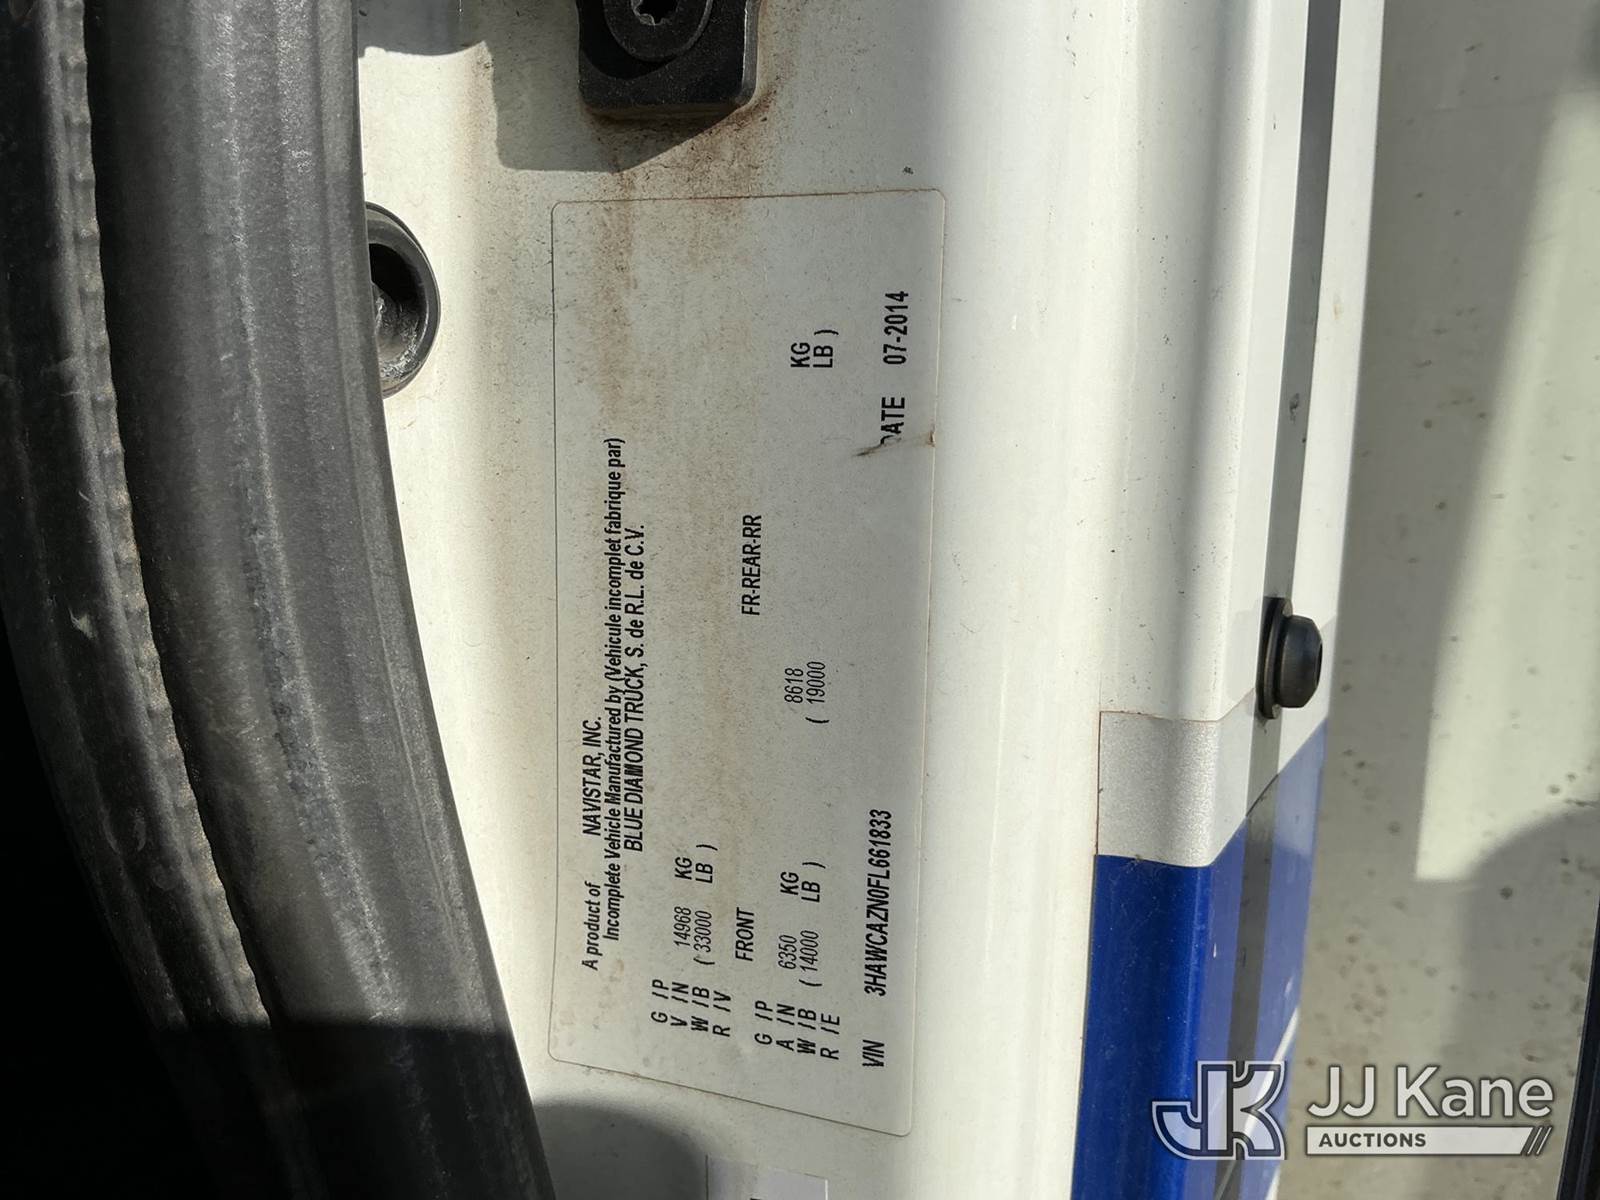 A product of NAVISTAR, INC.
Incomplete Vehicle Manufactured by (Vehicule incomplet fabrique par)
BLUE DIAMOND TRUCK, S. de R.L. de C.V.
G / P
V / N 14968 KG
W / B ( 33000 LB )
R / V
FRONT FR-REAR-RR
G / P
A / N 6350 KG 8618 KG
W / B ( 14000 LB ) ( 19000 LB )
R / E
VIN 3HAWCAZN0FL661833 DATE 07-2014
JK JJ Kane
AUCTIONS